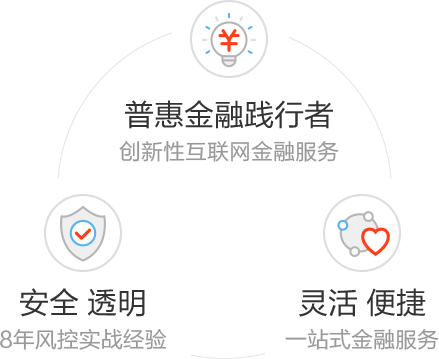 普惠金融践行者
创新性互联网金融服务
安全 透明
8年风控实战经验
灵活 便捷
一站式金融服务